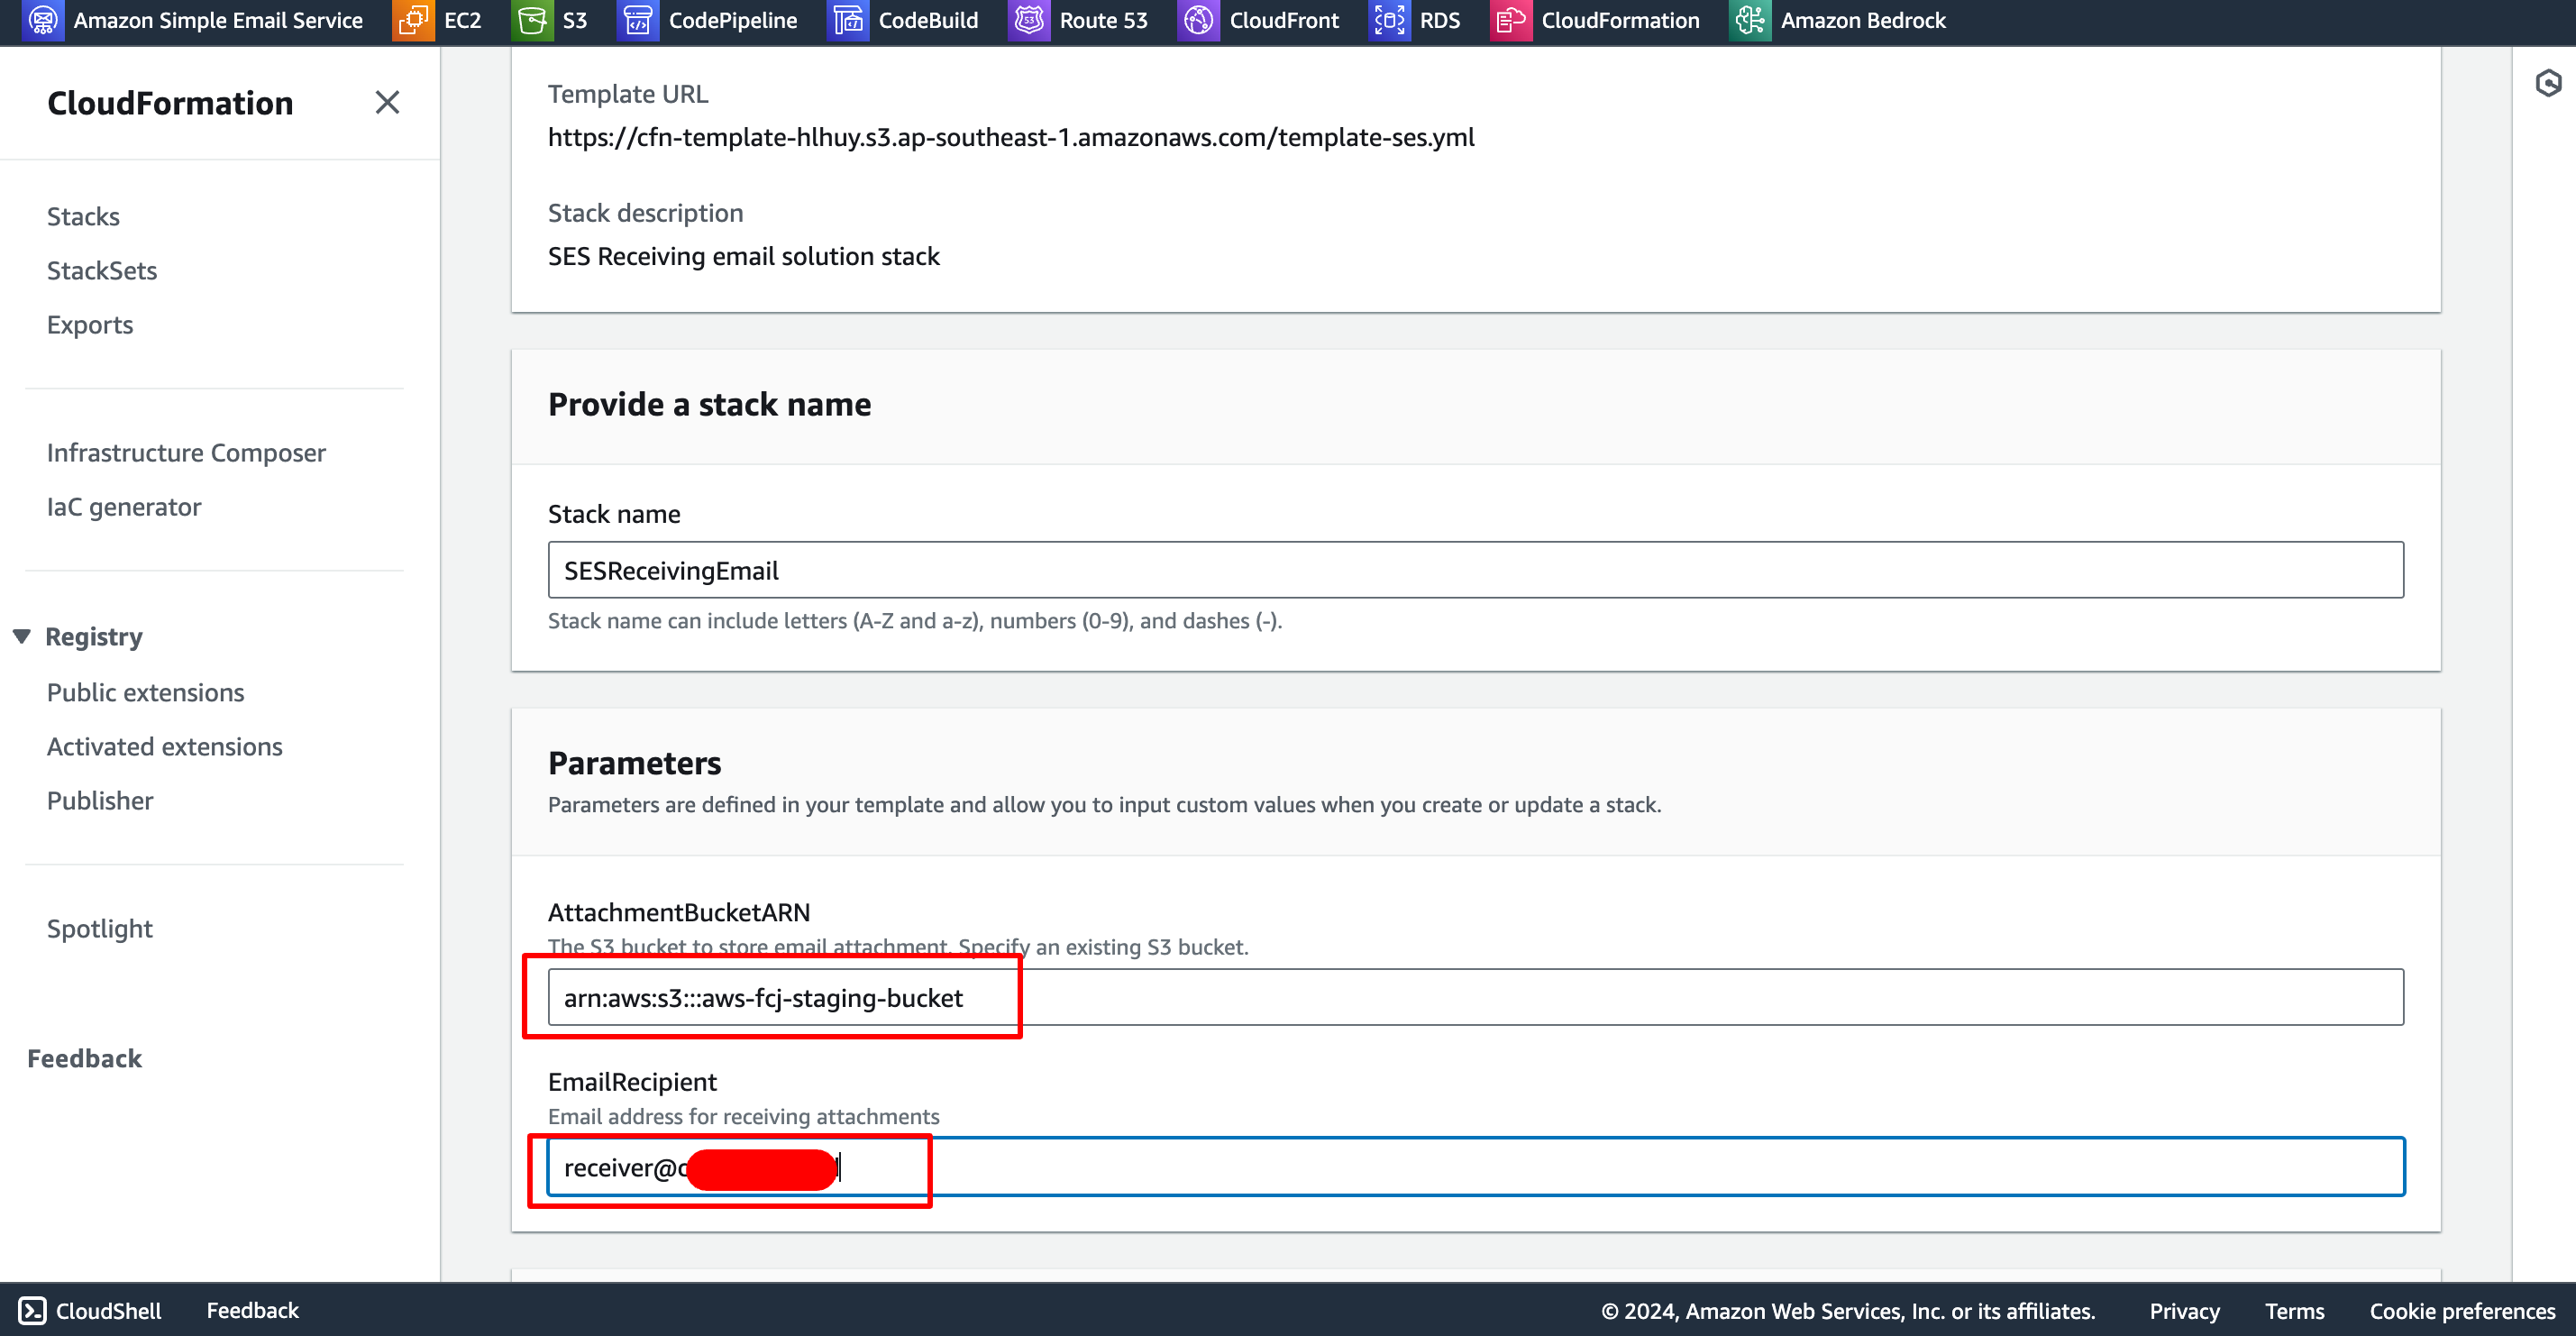 Amazon Simple Email Service EC2 S3 CodePipeline CodeBuild Route 53 CloudFront RDS CloudFormation Amazon Bedrock
CloudFormation
Stacks
StackSets
Exports
Infrastructure Composer
IaC generator
Registry
Public extensions
Activated extensions
Publisher
Spotlight
Feedback
Template URL
https://cfn-template-hlhuy.s3.ap-southeast-1.amazonaws.com/template-ses.yml
Stack description
SES Receiving email solution stack
Provide a stack name
Stack name
SESReceivingEmail
Stack name can include letters (A-Z and a-z), numbers (0-9), and dashes (-).
Parameters
Parameters are defined in your template and allow you to input custom values when you create or update a stack.
AttachmentBucketARN
The S3 bucket to store email attachment. Specify an existing S3 bucket.
arn:aws:s3:::aws-fcj-staging-bucket
EmailRecipient
Email address for receiving attachments
receiver@
CloudShell Feedback © 2024, Amazon Web Services, Inc. or its affiliates. Privacy Terms Cookie preferences